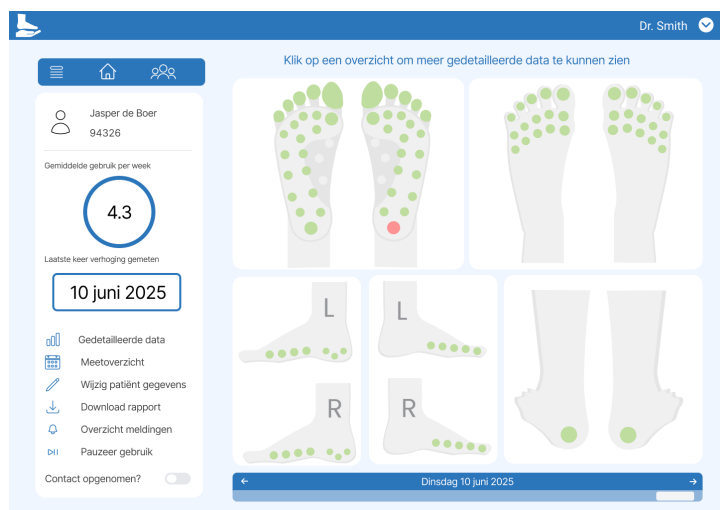 Dr. Smith
Klik op een overzicht om meer gedetailleerde data te kunnen zien
Jasper de Boer
94326
Gemiddelde gebruik per week
4.3
Laatste keer verhoging gemeten
10 juni 2025
Gedetailleerde data
Meetoverzicht
Wijzig patiënt gegevens
Download rapport
Overzicht meldingen
Pauzeer gebruik
Contact opgenomen?
L
L
R
R
Dinsdag 10 juni 2025